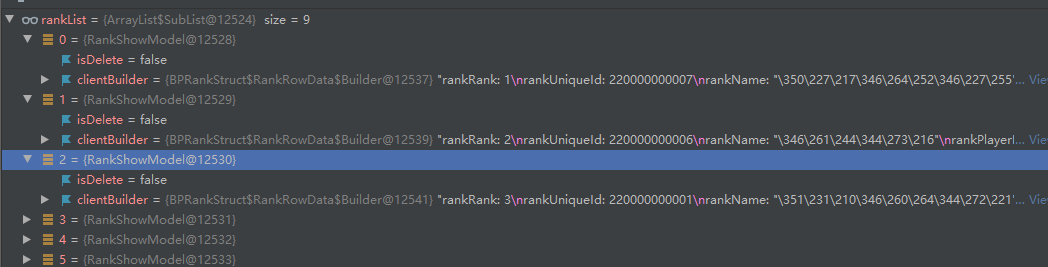 rankList = {ArrayList$SubList@12524} size = 9
0 = {RankShowModel@12528}
isDelete = false
clientBuilder = {BPRankStruct$RankRowData$Builder@12537} "rankRank: 1\nrankUniqueId: 220000000007\nrankName: "\350\227\217\346\264\252\346\227\255'... View
1 = {RankShowModel@12529}
isDelete = false
clientBuilder = {BPRankStruct$RankRowData$Builder@12539} "rankRank: 2\nrankUniqueId: 220000000006\nrankName: "\346\261\244\344\273\216"\nrankPlayerI... View
2 = {RankShowModel@12530}
isDelete = false
clientBuilder = {BPRankStruct$RankRowData$Builder@12541} "rankRank: 3\nrankUniqueId: 220000000001\nrankName: "\351\231\210\346\260\264\344\272\221'... View
3 = {RankShowModel@12531}
4 = {RankShowModel@12532}
5 = {RankShowModel@12533}